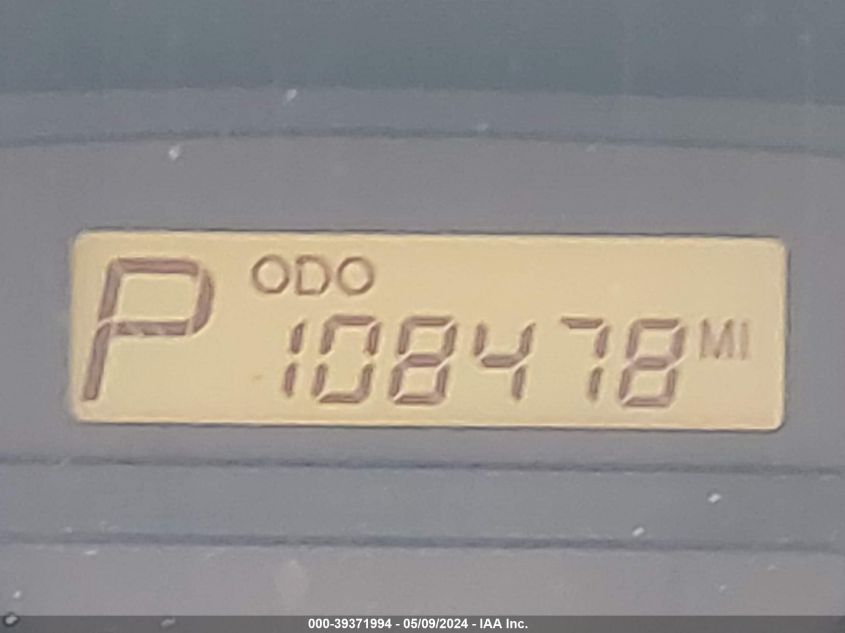 P ODO
108478 MI
000-39371994 - 05/09/2024 - IAA Inc.